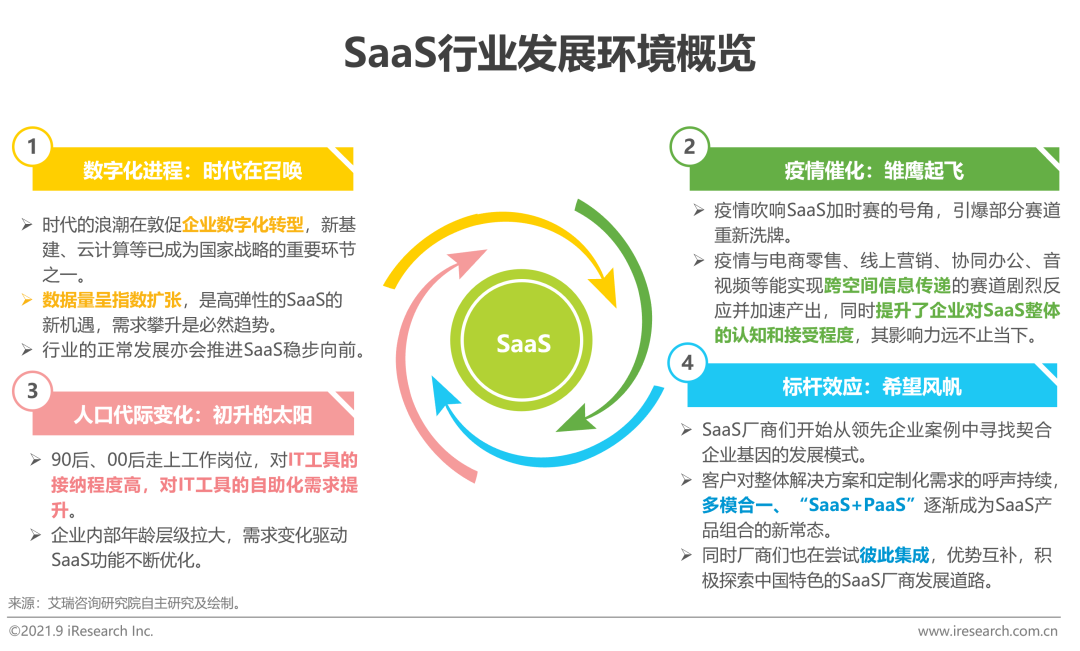 SaaS行业发展环境概览
1
数字化进程：时代在召唤
时代的浪潮在敦促企业数字化转型，新基
建、云计算等已成为国家战略的重要环节
之一。
数据量呈指数扩张，是高弹性的SaaS的
新机遇，需求攀升是必然趋势。
行业的正常发展亦会推进SaaS稳步向前。
2
疫情催化：雏鹰起飞
疫情吹响SaaS加时赛的号角，引爆部分赛道
重新洗牌。
疫情与电商零售、线上营销、协同办公、音
视频等能实现跨空间信息传递的赛道剧烈反
应并加速产出，同时提升了企业对SaaS整体
的认知和接受程度，其影响力远不止当下。
SaaS
3
人口代际变化：初升的太阳
90后、00后走上工作岗位，对IT工具的
接纳程度高，对IT工具的自助化需求提
升。
企业内部年龄层级拉大，需求变化驱动
SaaS功能不断优化。
4
标杆效应：希望风帆
SaaS厂商们开始从领先企业案例中寻找契合
企业基因的发展模式。
客户对整体解决方案和定制化需求的呼声持续，
多模合一、“SaaS+PaaS”逐渐成为SaaS产
品组合的新常态。
同时厂商们也在尝试彼此集成，优势互补，积
极探索中国特色的SaaS厂商发展道路。
来源：艾瑞咨询研究院自主研究及绘制。
©2021.9 iResearch Inc.
www.iresearch.com.cn